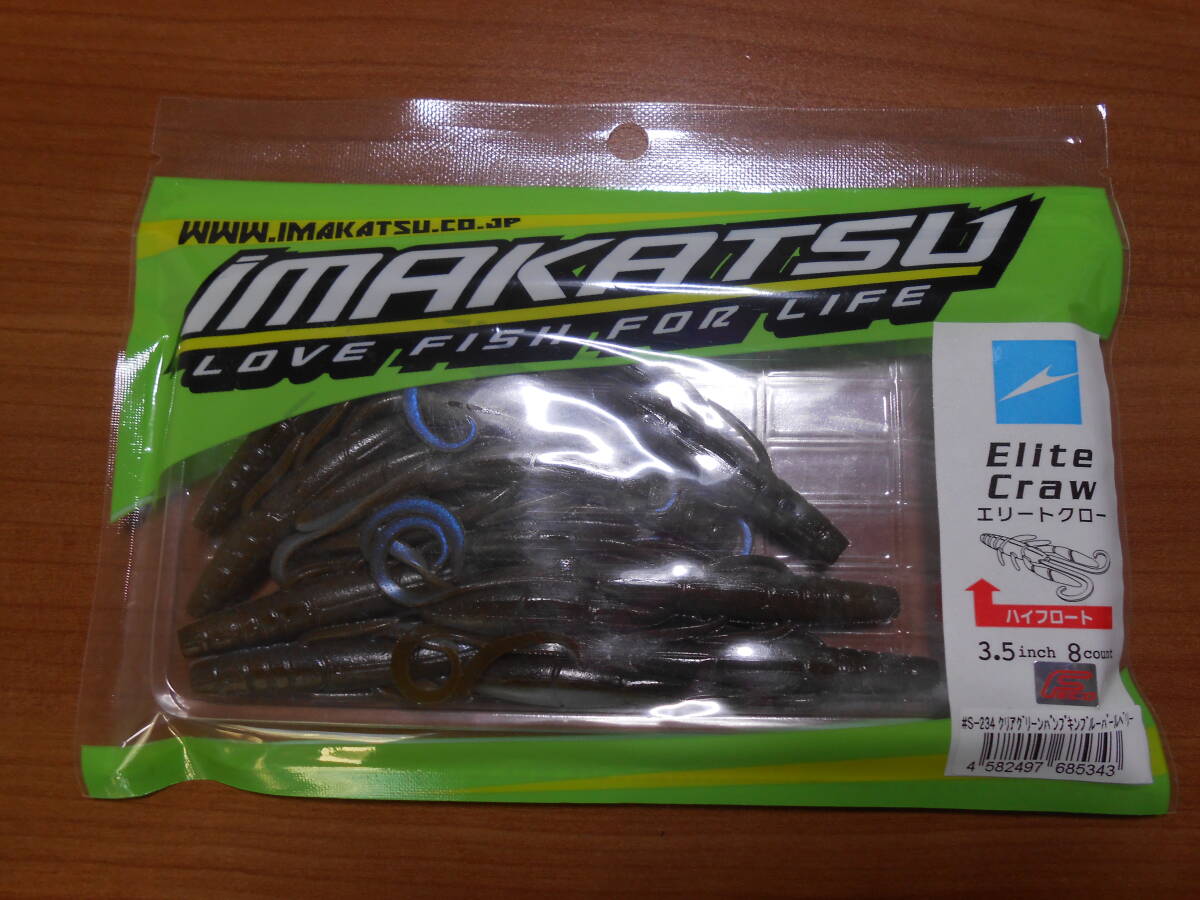 WWW.IMAKATSU.CO.JP
iMAKATSU
LOVE FISH FOR LIFE
Elite
Craw
エリートクロー
ハイフロート
3.5inch 8count
#S-234 クリアグリーンパンプキンブルーパールベリー
4 582497 685343